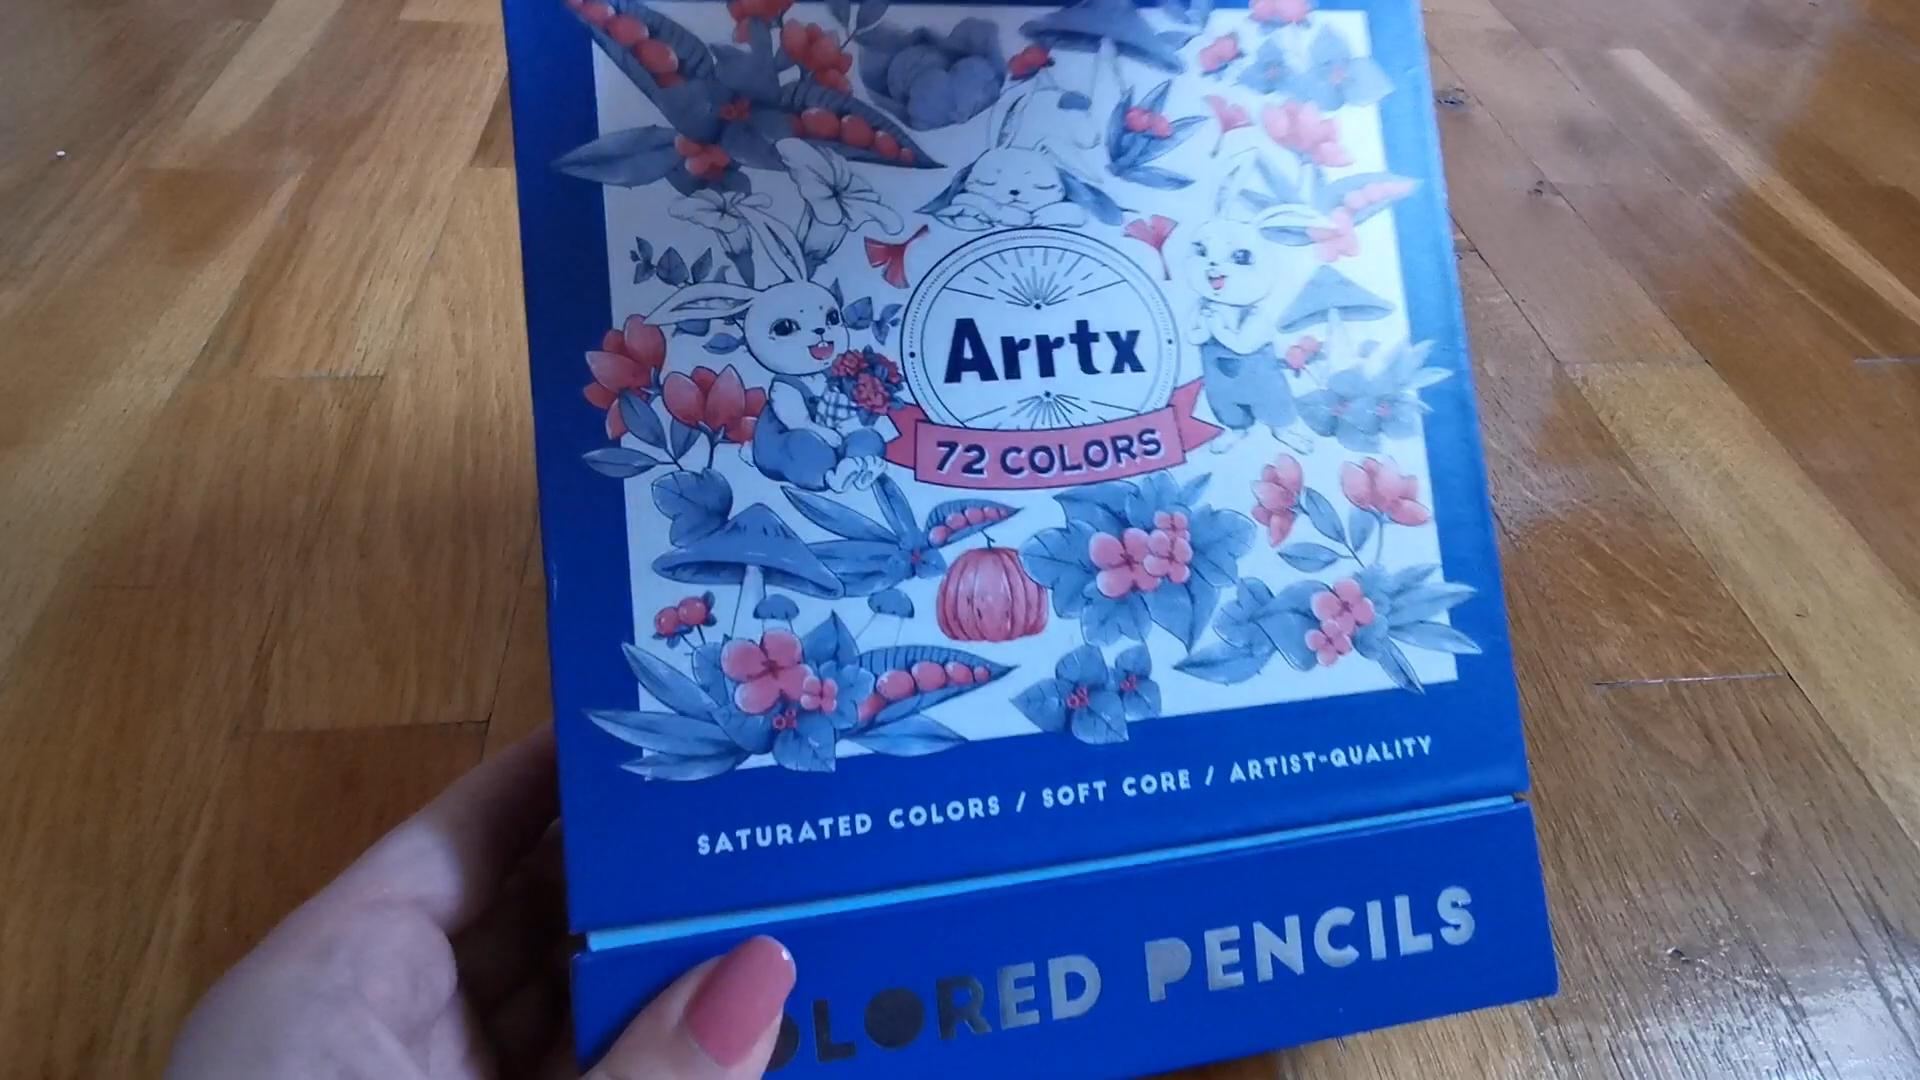 Arrtx
72 COLORS
SATURATED COLORS / SOFT CORE / ARTIST-QUALITY
OLORED PENCILS